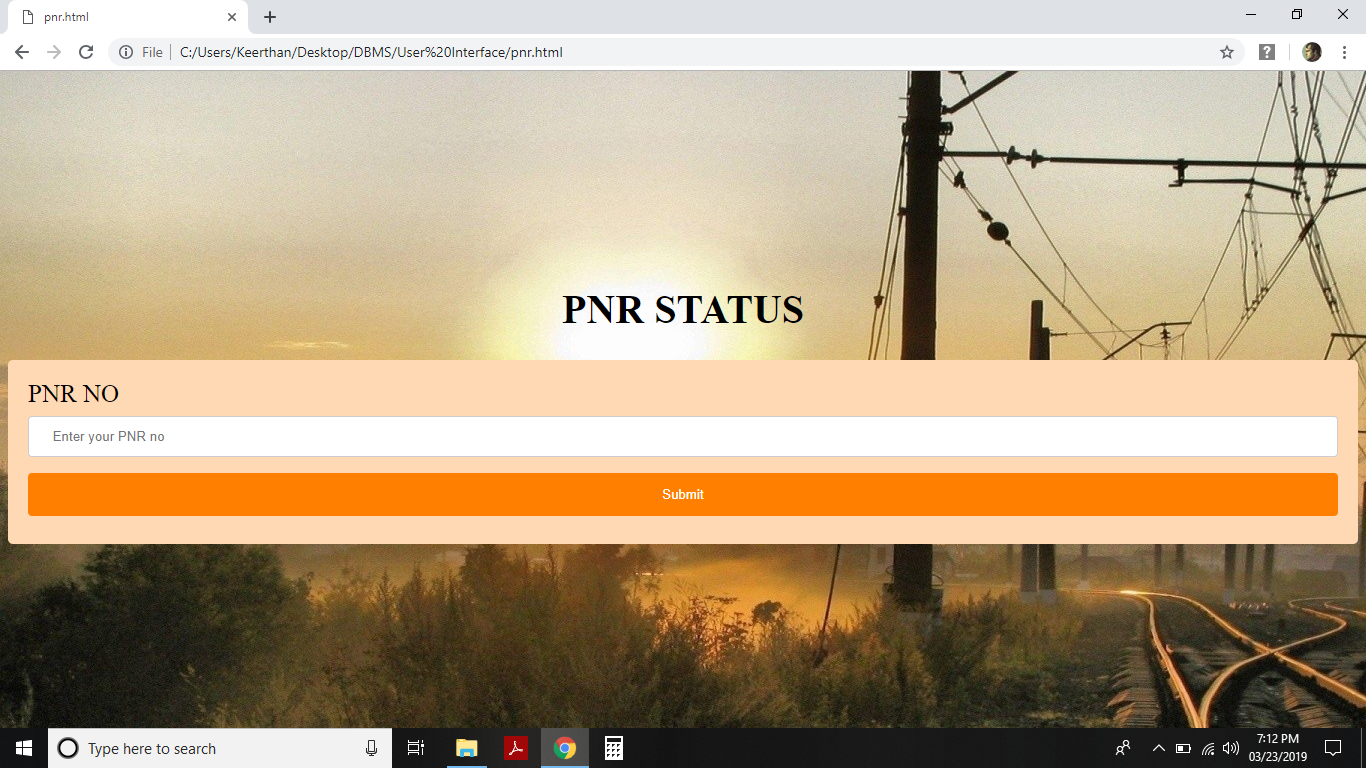 pnr.html
File
C:/Users/Keerthan/Desktop/DBMS/User%20Interface/pnr.html
PNR STATUS
PNR NO
Enter your PNR no
Submit
Type here to search
7:12 PM
03/23/2019